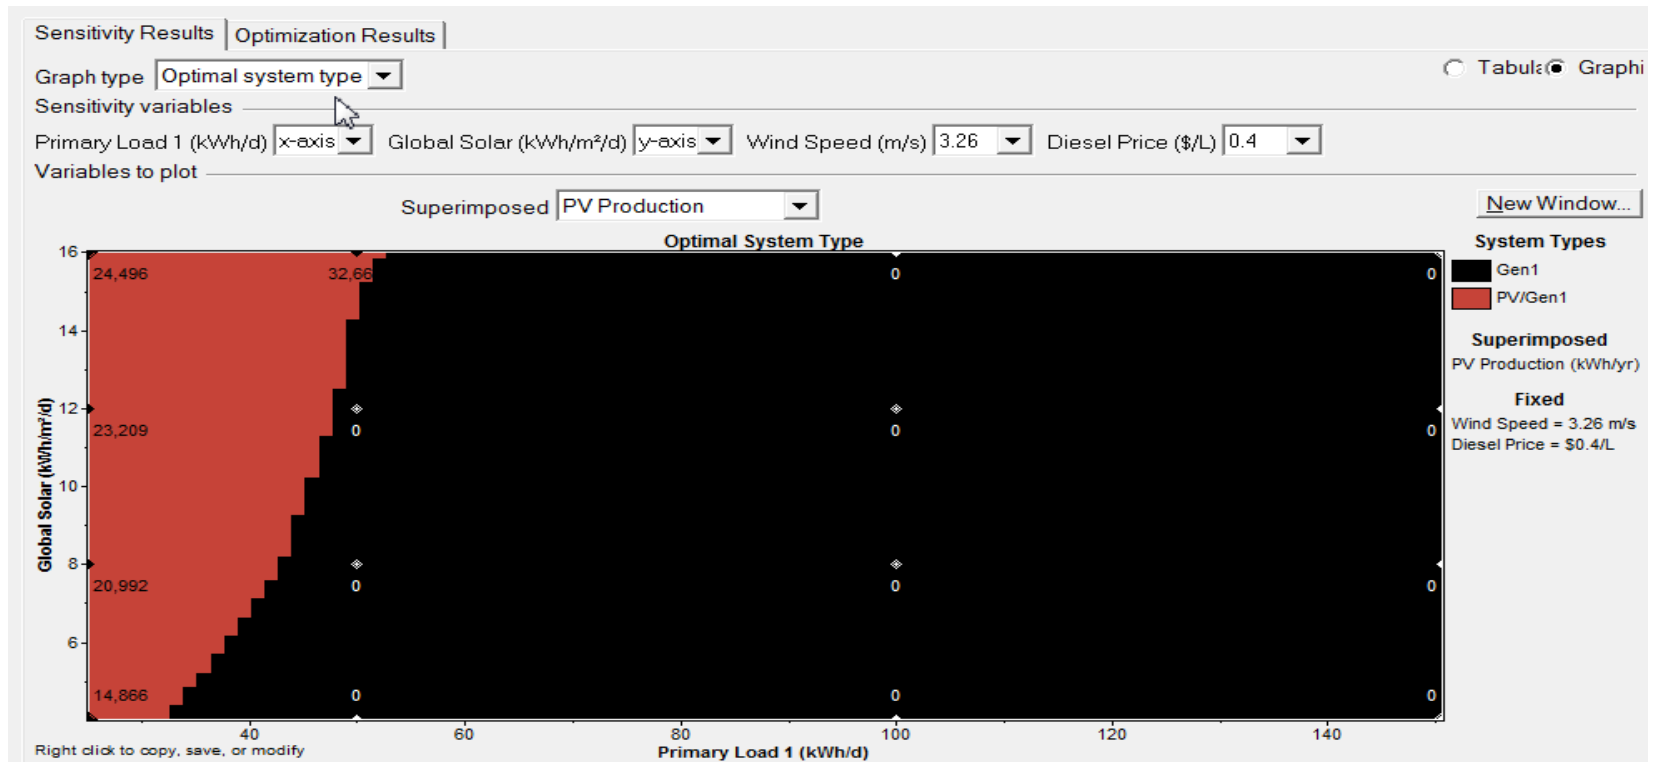 Sensitivity Results Optimization Results
Graph type Optimal system type Tabula Graphi
Sensitivity variables
Primary Load 1 (kWh/d) x-axis Global Solar (kWh/m²/d) y-axis Wind Speed (m/s) 3.26 Diesel Price ($/L) 0.4
Variables to plot
Superimposed PV Production New Window...
Optimal System Type
System Types
Gen1
PV/Gen1
Superimposed
PV Production (kWh/yr)
Fixed
Wind Speed = 3.26 m/s
Diesel Price = $0.4/L
Global Solar (kWh/m²/d)
16
14
12
10
8
6
24,496 32,66 0 0
23,209 0 0 0
20,992 0 0 0
14,866 0 0 0
40 60 80 100 120 140
Primary Load 1 (kWh/d)
Right click to copy, save, or modify